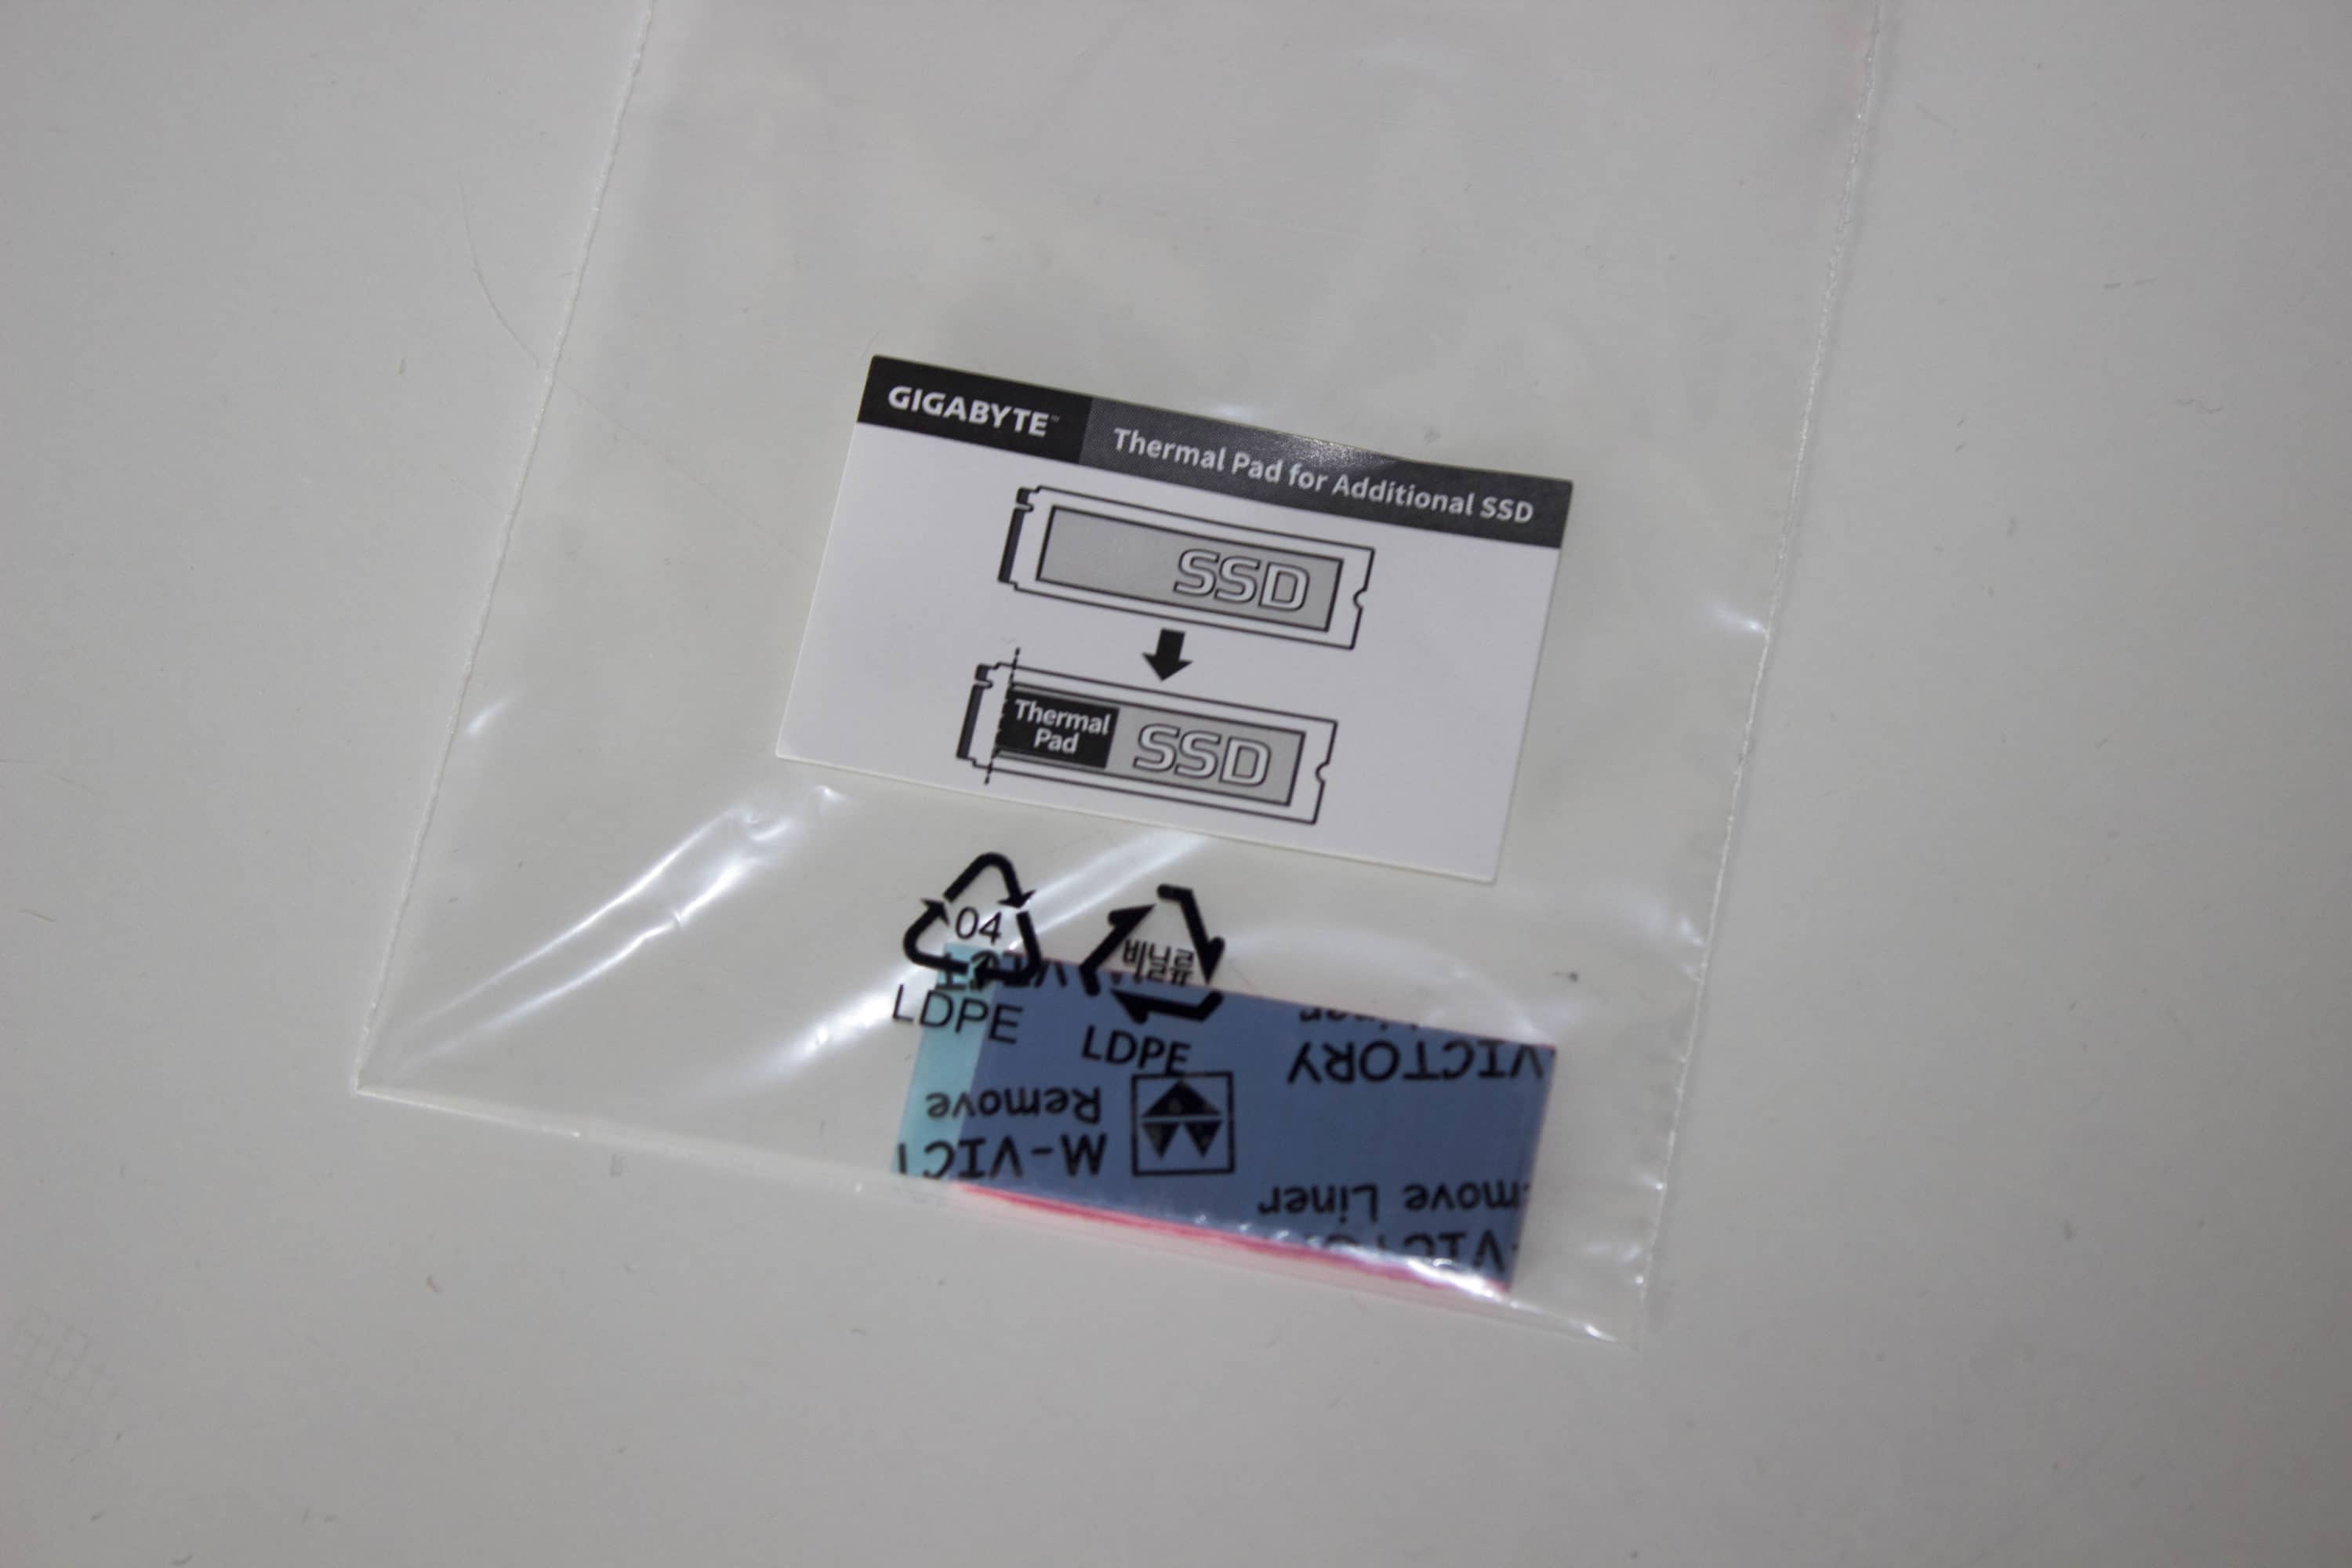 GIGABYTE™
Thermal Pad for Additional SSD
SSD
Thermal
Pad
SSD
04
LDPE
비닐류
LDPE
VICTORY
Remove
M-VICT
move Liner